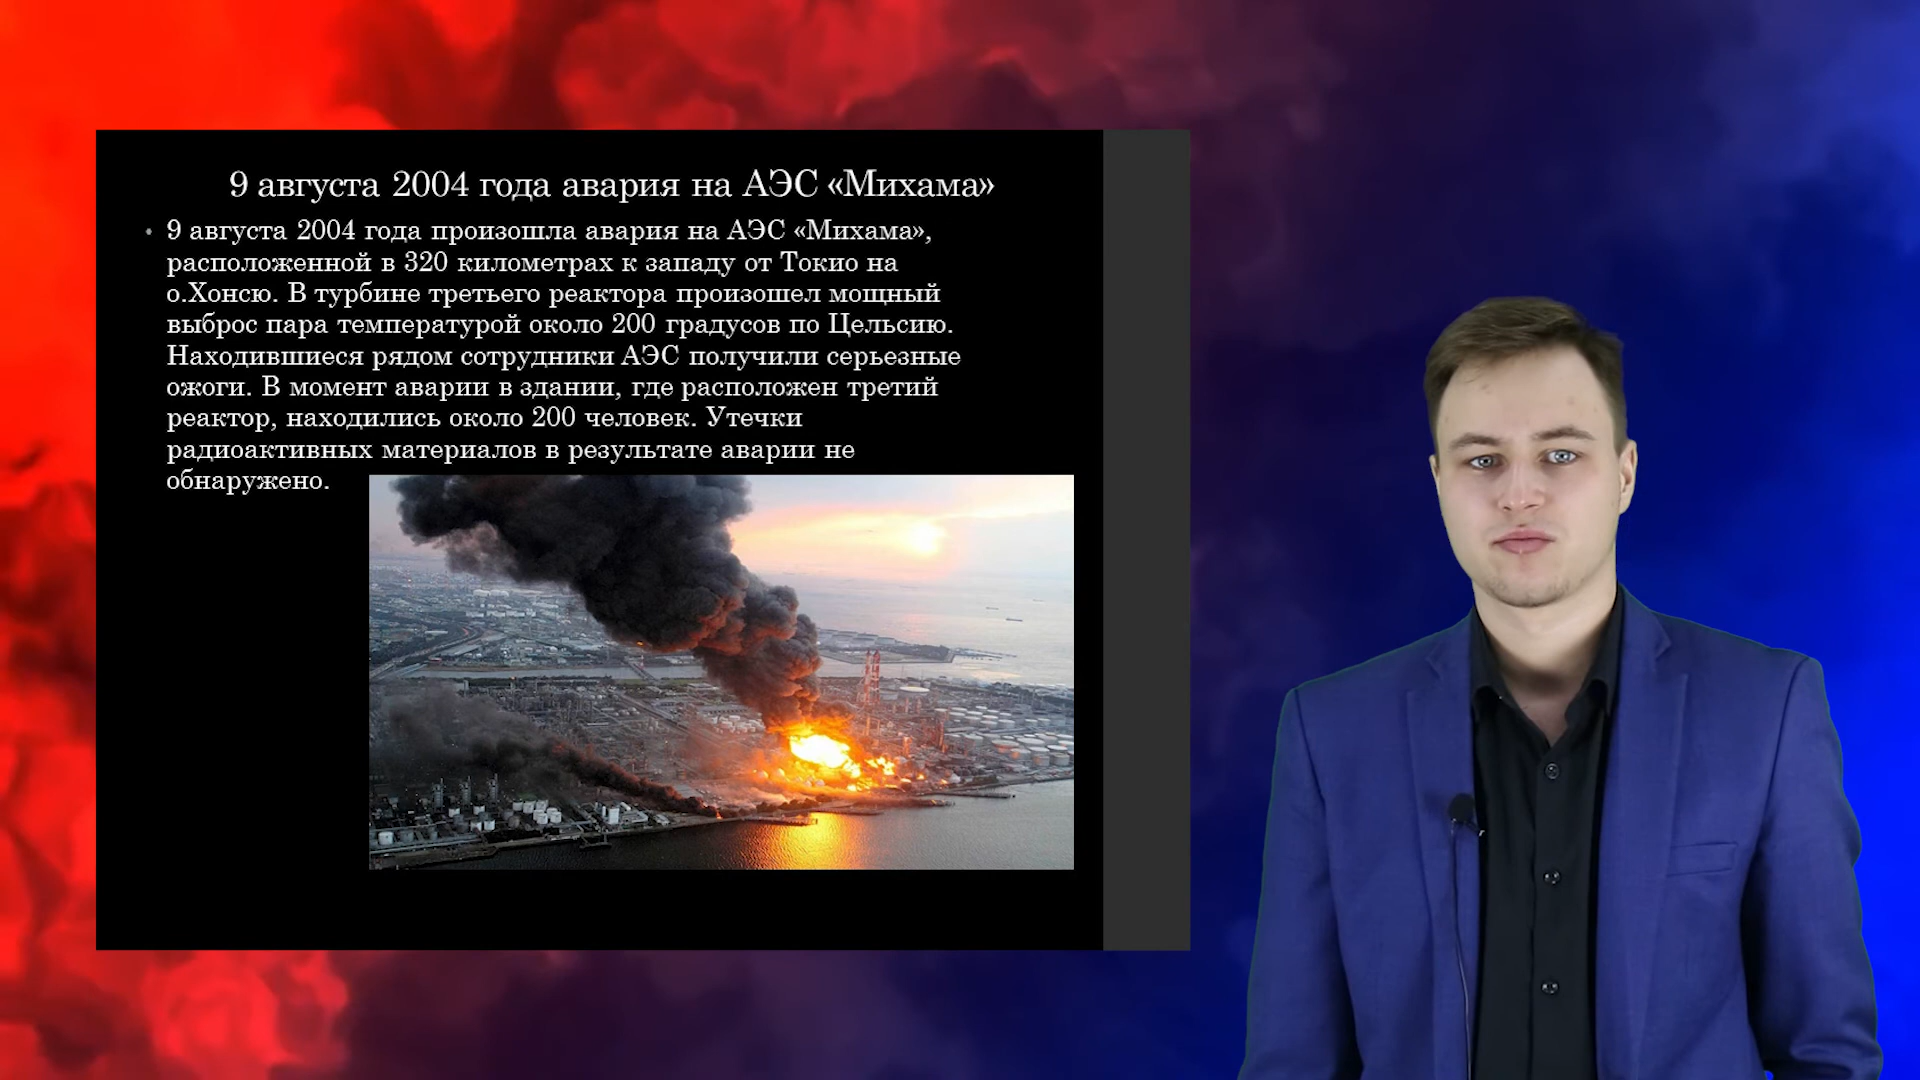 9 августа 2004 года авария на АЭС «Михама»
• 9 августа 2004 года произошла авария на АЭС «Михама»,
расположенной в 320 километрах к западу от Токио на
о.Хонсю. В турбине третьего реактора произошел мощный
выброс пара температурой около 200 градусов по Цельсию.
Находившиеся рядом сотрудники АЭС получили серьезные
ожоги. В момент аварии в здании, где расположен третий
реактор, находились около 200 человек. Утечки
радиоактивных материалов в результате аварии не
обнаружено.